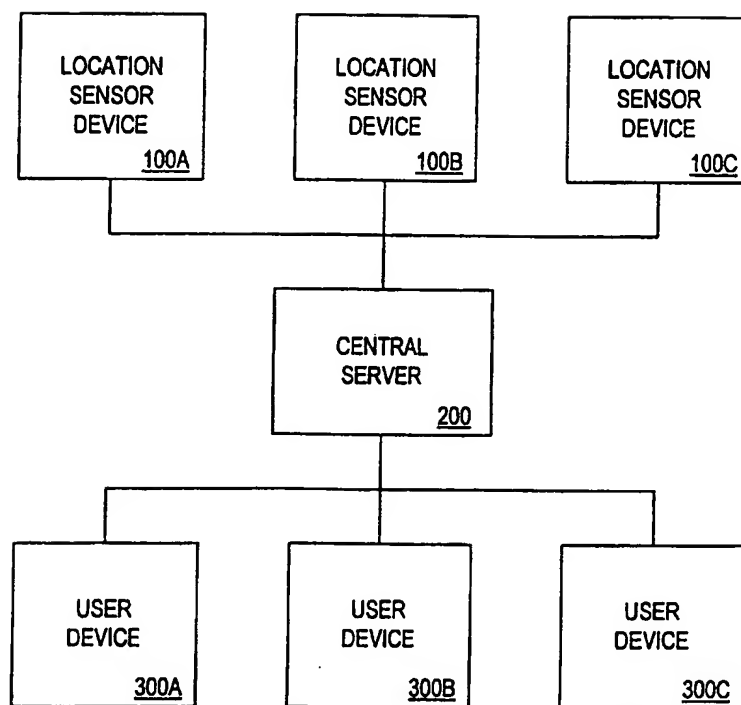 LOCATION
SENSOR
DEVICE
100A
LOCATION
SENSOR
DEVICE
100B
LOCATION
SENSOR
DEVICE
100C
CENTRAL
SERVER
200
USER
DEVICE
300A
USER
DEVICE
300B
USER
DEVICE
300C